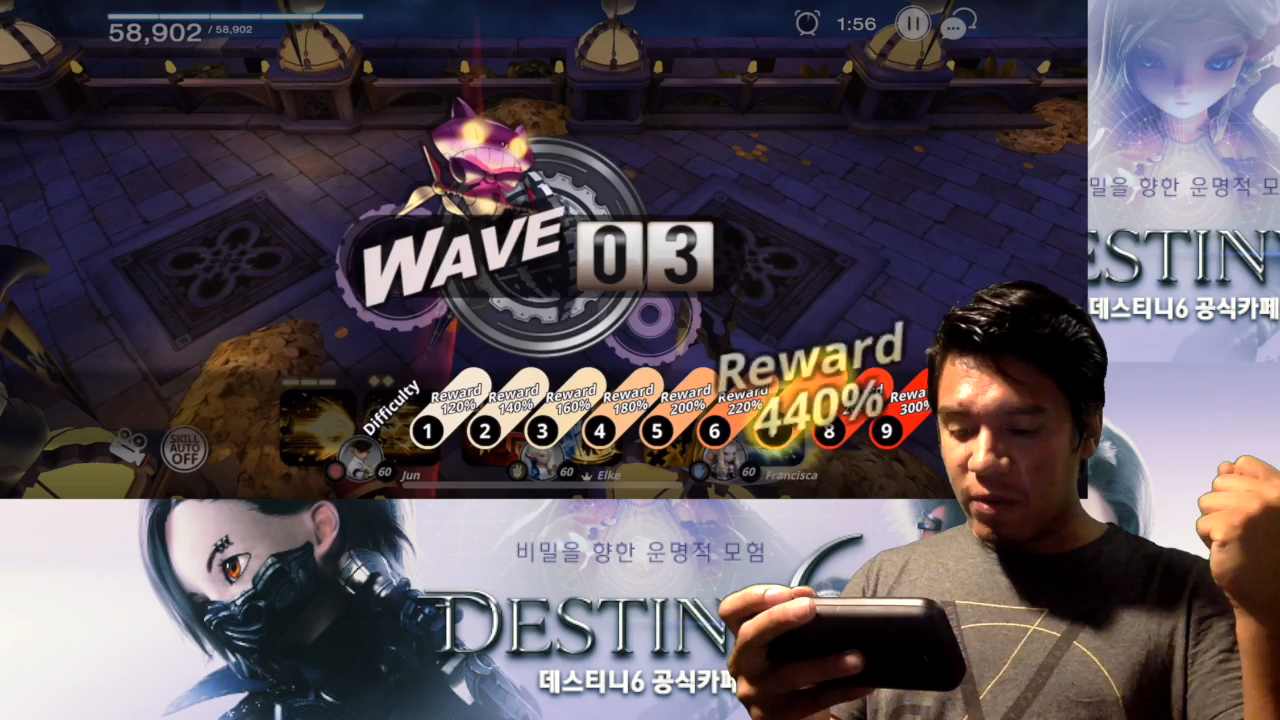 58,902 / 58,902
1:56
밀을 향한 운명적 모
ESTIN
데스티니6 공식카페
WAVE 03
Reward
440%
Difficulty
Reward 120%
Reward 140%
Reward 160%
Reward 180%
Reward 200%
Reward 220%
300%
1 2 3 4 5 6 8 9
SKILL AUTO OFF
60 Jun
60 Elke
60 Francisca
비밀을 향한 운명적 모험
DESTIN
데스티니6 공식카페